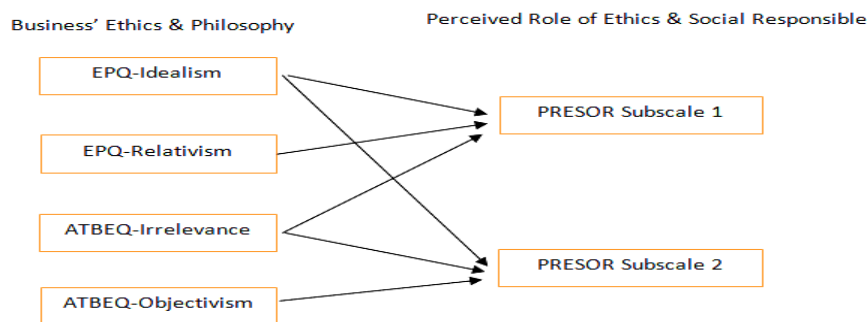 Business' Ethics & Philosophy
Perceived Role of Ethics & Social Responsible
EPQ-Idealism
PRESOR Subscale 1
EPQ-Relativism
ATBEQ-Irrelevance
PRESOR Subscale 2
ATBEQ-Objectivism